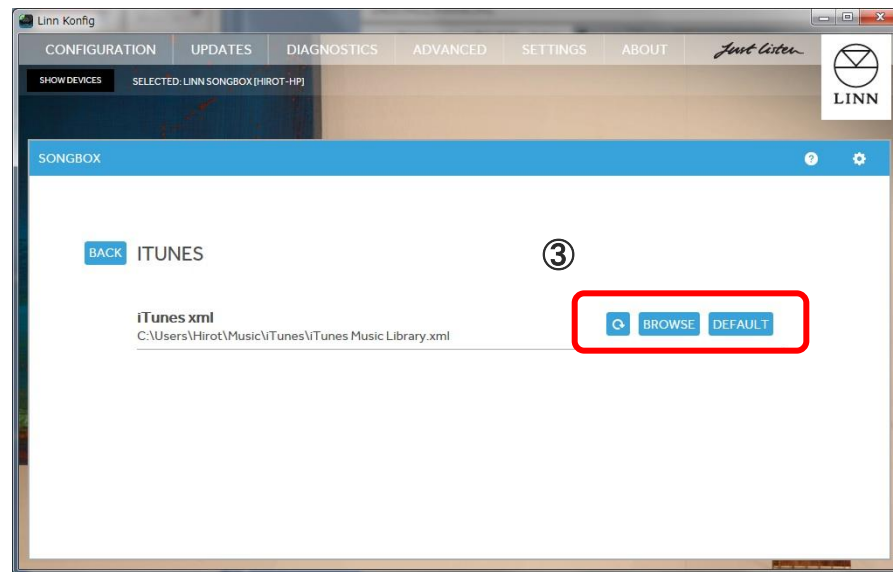 Linn Konfig
CONFIGURATION UPDATES DIAGNOSTICS ADVANCED SETTINGS ABOUT Just listen
SHOW DEVICES SELECTED: LINN SONGBOX [HIROT-HP]
LINN
SONGBOX
BACK ITUNES
③
iTunes xml
BROWSE DEFAULT
C:\Users\Hirot\Music\iTunes\iTunes Music Library.xml